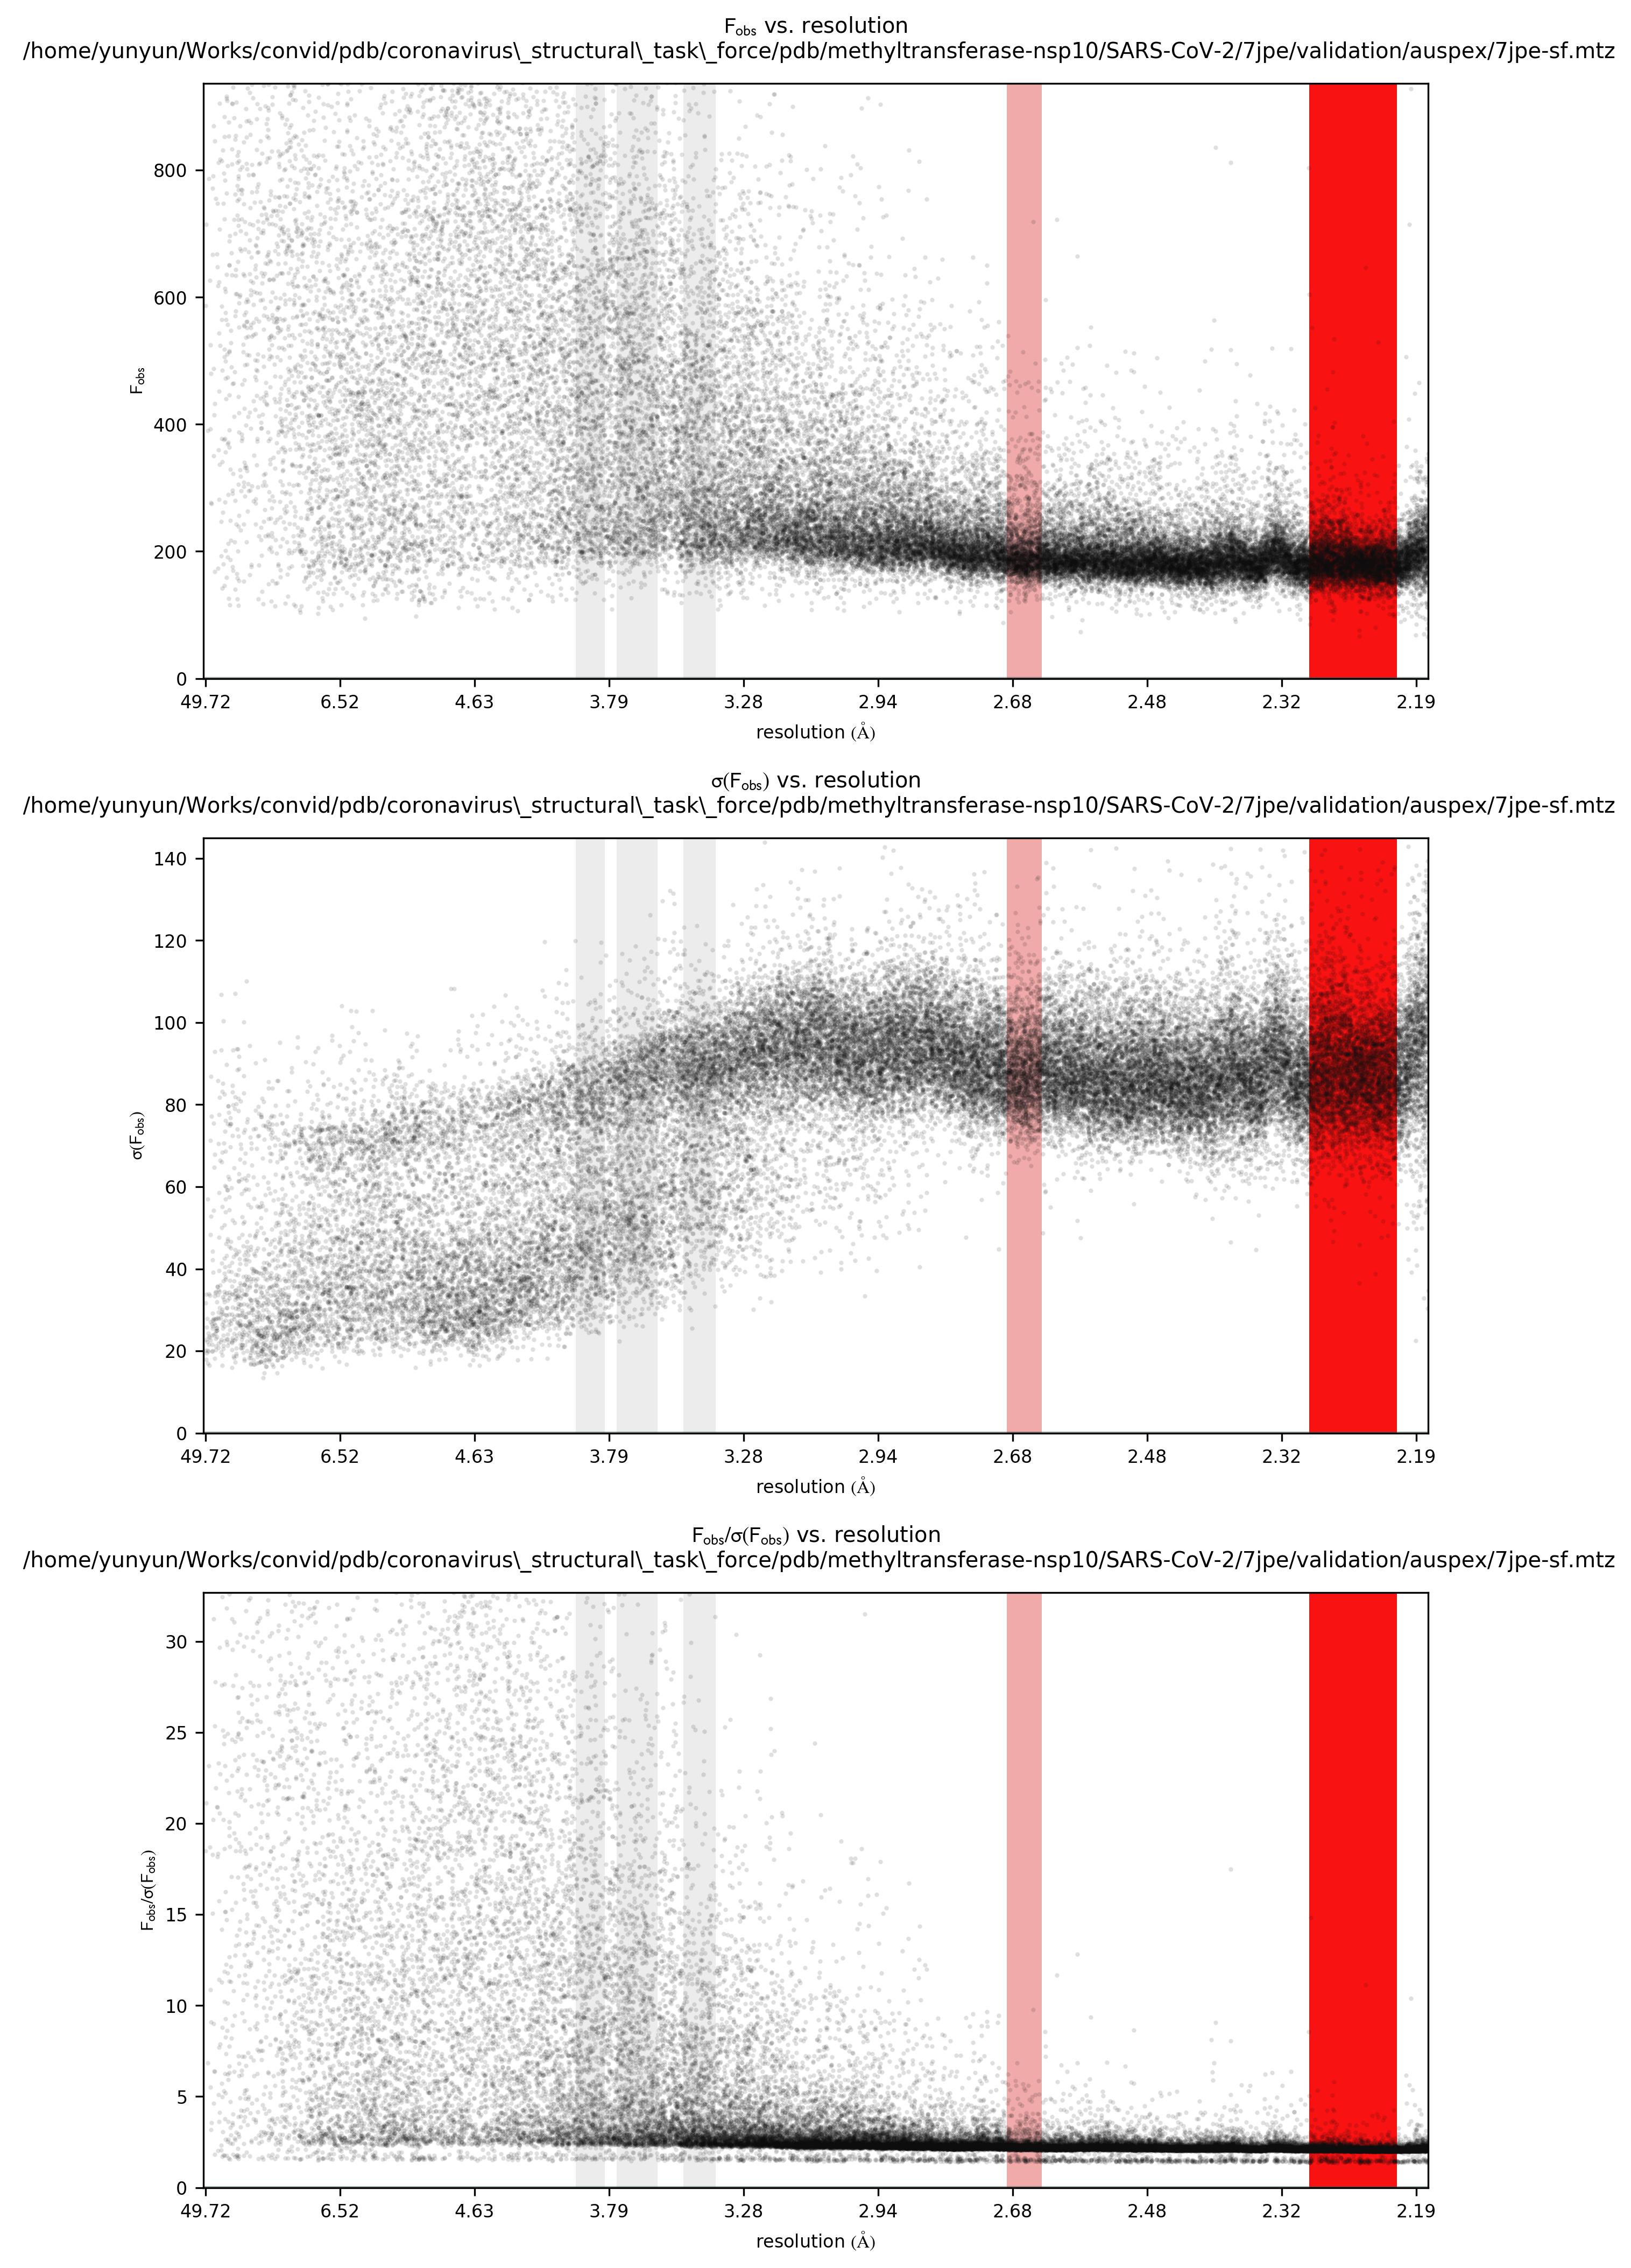 F_obs vs. resolution
/home/yunyun/Works/convid/pdb/coronavirus\_structural\_task\_force/pdb/methyltransferase-nsp10/SARS-CoV-2/7jpe/validation/auspex/7jpe-sf.mtz
800
600
F_obs
400
200
0
49.72 6.52 4.63 3.79 3.28 2.94 2.68 2.48 2.32 2.19
resolution (Å)
σ(F_obs) vs. resolution
/home/yunyun/Works/convid/pdb/coronavirus\_structural\_task\_force/pdb/methyltransferase-nsp10/SARS-CoV-2/7jpe/validation/auspex/7jpe-sf.mtz
140
120
100
80
σ(F_obs)
60
40
20
0
49.72 6.52 4.63 3.79 3.28 2.94 2.68 2.48 2.32 2.19
resolution (Å)
F_obs/σ(F_obs) vs. resolution
/home/yunyun/Works/convid/pdb/coronavirus\_structural\_task\_force/pdb/methyltransferase-nsp10/SARS-CoV-2/7jpe/validation/auspex/7jpe-sf.mtz
30
25
20
F_obs/σ(F_obs)
15
10
5
0
49.72 6.52 4.63 3.79 3.28 2.94 2.68 2.48 2.32 2.19
resolution (Å)